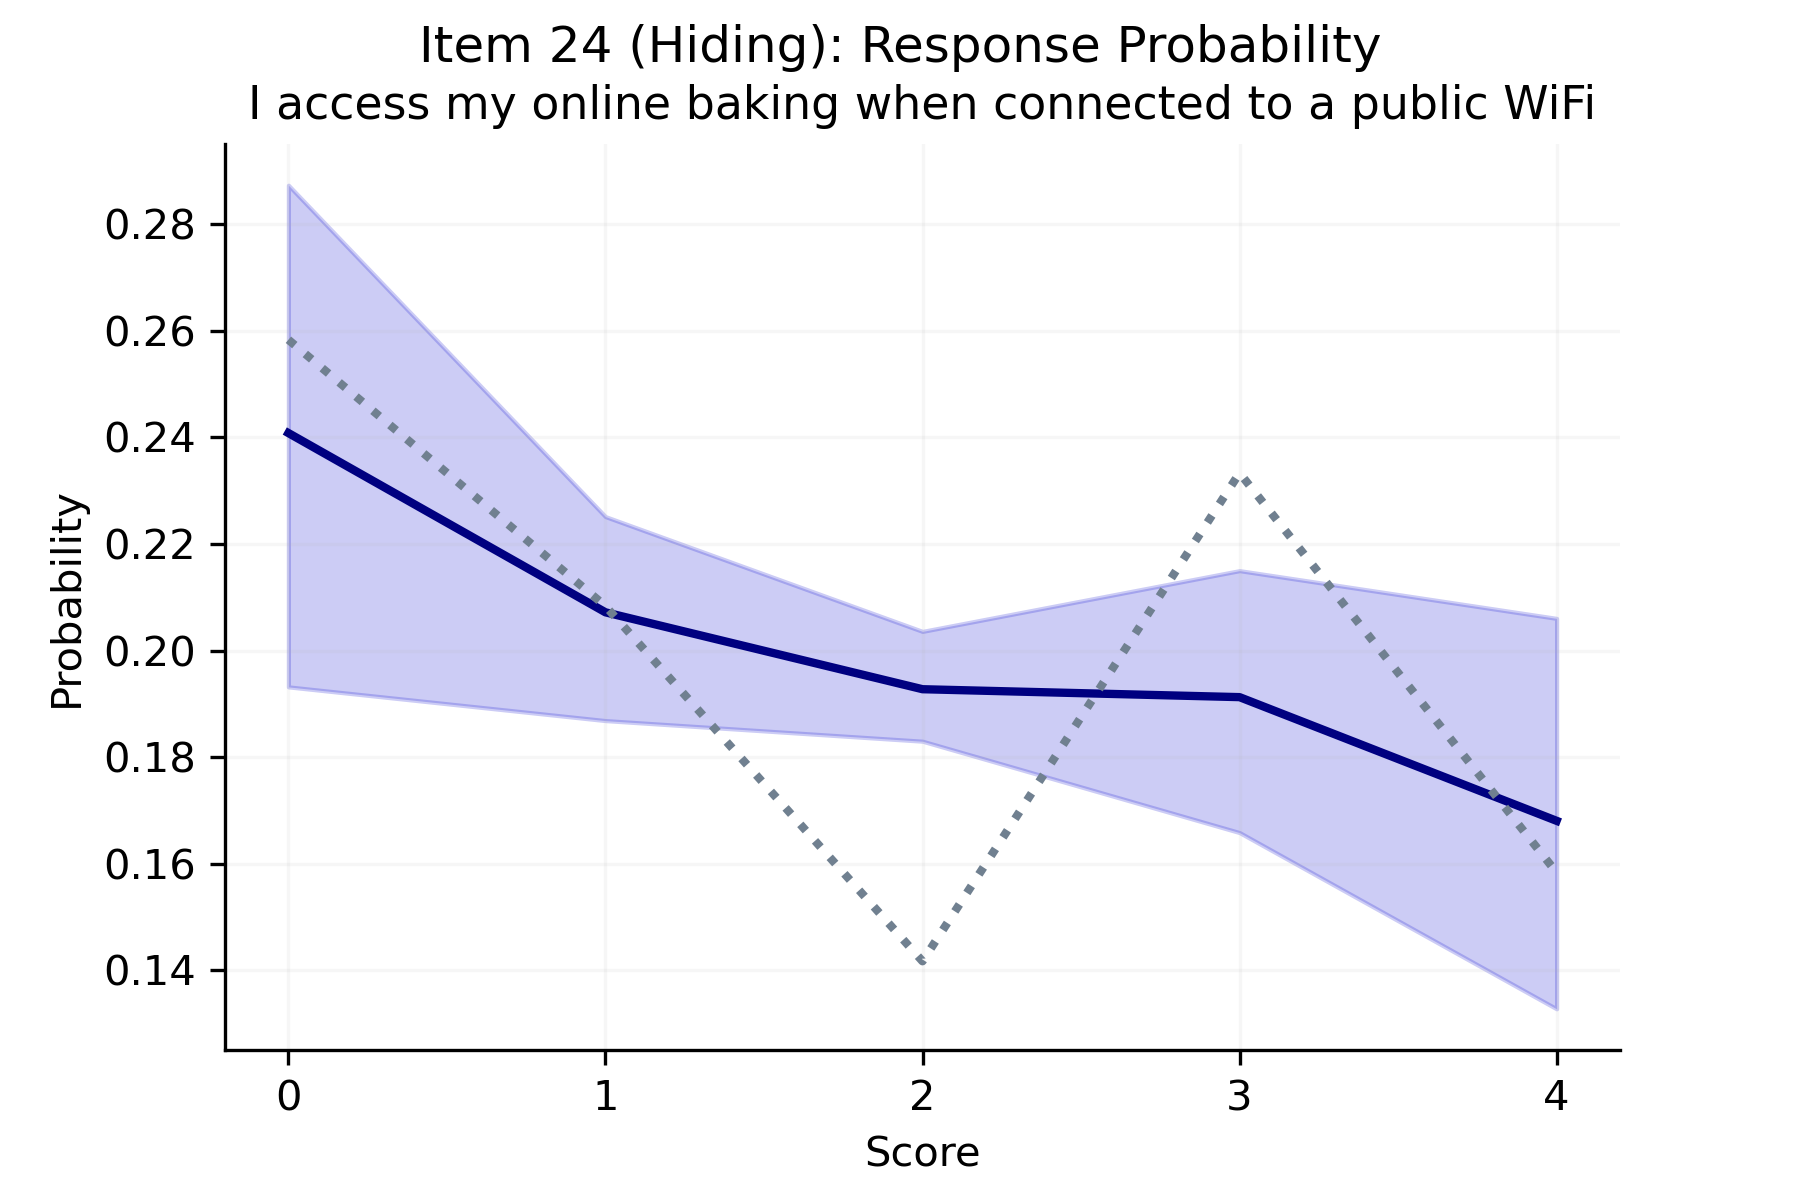 Item 24 (Hiding): Response Probability
I access my online baking when connected to a public WiFi
0.28
0.26
0.24
0.22
0.20
0.18
0.16
0.14
Probability
0 1 2 3 4
Score